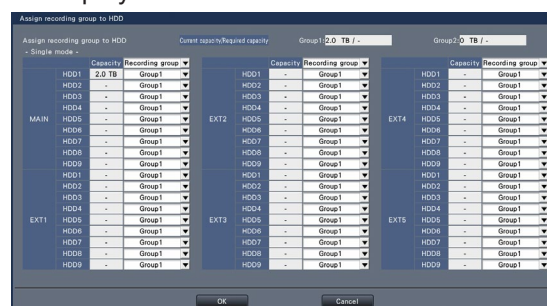 Assign recording group to HDD
Assign recording group to HDD
Current capacity/Required capacity
Group1: 2.0 TB / -
Group2: 0 TB / -
- Single mode -
Capacity Recording group Capacity Recording group Capacity Recording group
HDD1 2.0 TB Group1 HDD1 - Group1 HDD1 - Group1
HDD2 - Group1 HDD2 - Group1 HDD2 - Group1
HDD3 - Group1 HDD3 - Group1 HDD3 - Group1
HDD4 - Group1 HDD4 - Group1 HDD4 - Group1
MAIN HDD5 - Group1 EXT2 HDD5 - Group1 EXT4 HDD5 - Group1
HDD6 - Group1 HDD6 - Group1 HDD6 - Group1
HDD7 - Group1 HDD7 - Group1 HDD7 - Group1
HDD8 - Group1 HDD8 - Group1 HDD8 - Group1
HDD9 - Group1 HDD9 - Group1 HDD9 - Group1
HDD1 - Group1 HDD1 - Group1 HDD1 - Group1
HDD2 - Group1 HDD2 - Group1 HDD2 - Group1
HDD3 - Group1 HDD3 - Group1 HDD3 - Group1
HDD4 - Group1 HDD4 - Group1 HDD4 - Group1
EXT1 HDD5 - Group1 EXT3 HDD5 - Group1 EXT5 HDD5 - Group1
HDD6 - Group1 HDD6 - Group1 HDD6 - Group1
HDD7 - Group1 HDD7 - Group1 HDD7 - Group1
HDD8 - Group1 HDD8 - Group1 HDD8 - Group1
HDD9 - Group1 HDD9 - Group1 HDD9 - Group1
OK Cancel